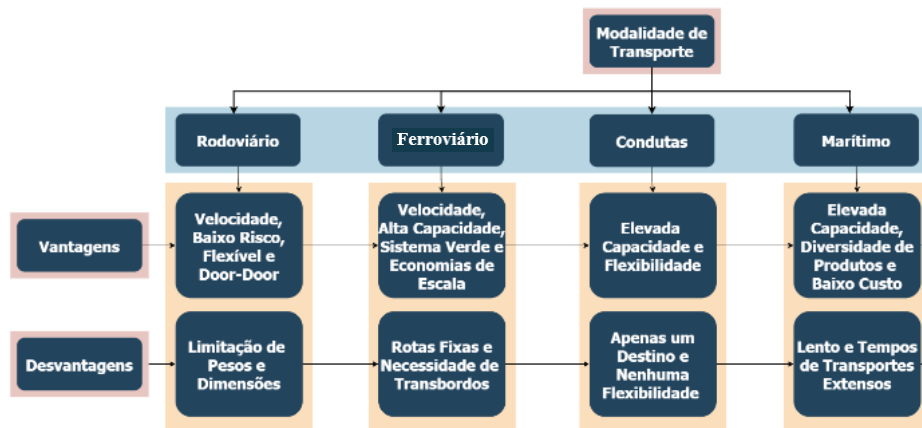 Modalidade de
Transporte
Rodoviário
Ferroviário
Condutas
Marítimo
Vantagens
Velocidade,
Baixo Risco,
Flexível e
Door-Door
Velocidade,
Alta Capacidade,
Sistema Verde e
Economias de
Escala
Elevada
Capacidade e
Flexibilidade
Elevada
Capacidade,
Diversidade de
Produtos e
Baixo Custo
Desvantagens
Limitação de
Pesos e
Dimensões
Rotas Fixas e
Necessidade de
Transbordos
Apenas um
Destino e
Nenhuma
Flexibilidade
Lento e Tempos
de Transportes
Extensos